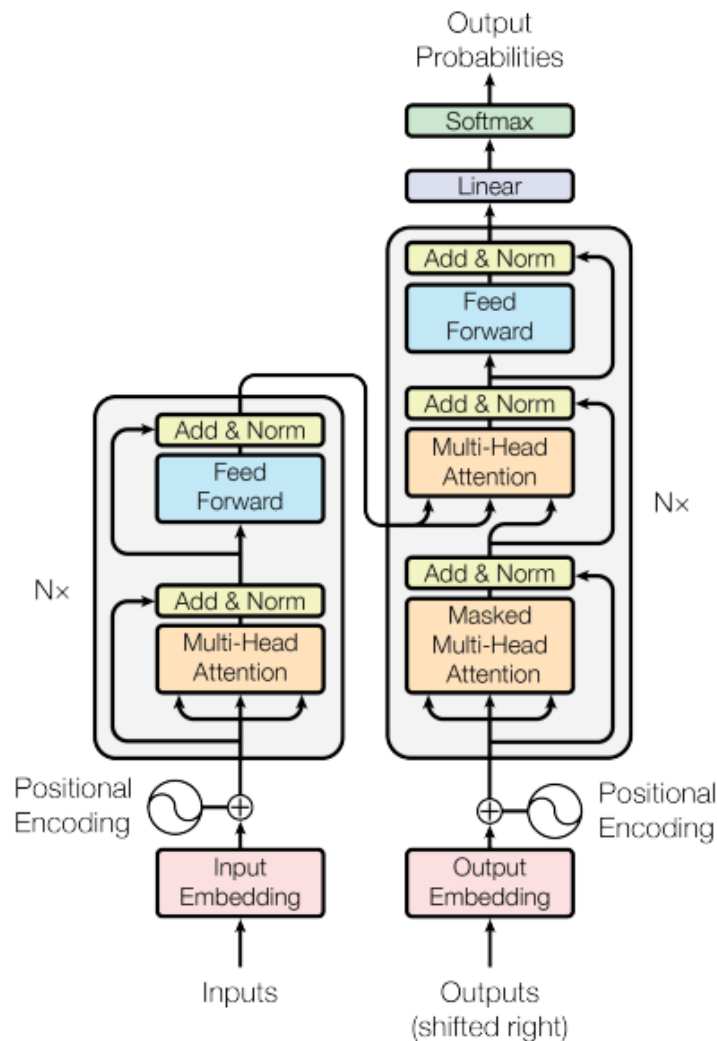 Output
Probabilities
Softmax
Linear
Add & Norm
Feed
Forward
Add & Norm
Multi-Head
Attention
Nx
Add & Norm
Masked
Multi-Head
Attention
Add & Norm
Feed
Forward
Nx
Add & Norm
Multi-Head
Attention
Positional
Encoding
Positional
Encoding
Input
Embedding
Output
Embedding
Inputs
Outputs
(shifted right)